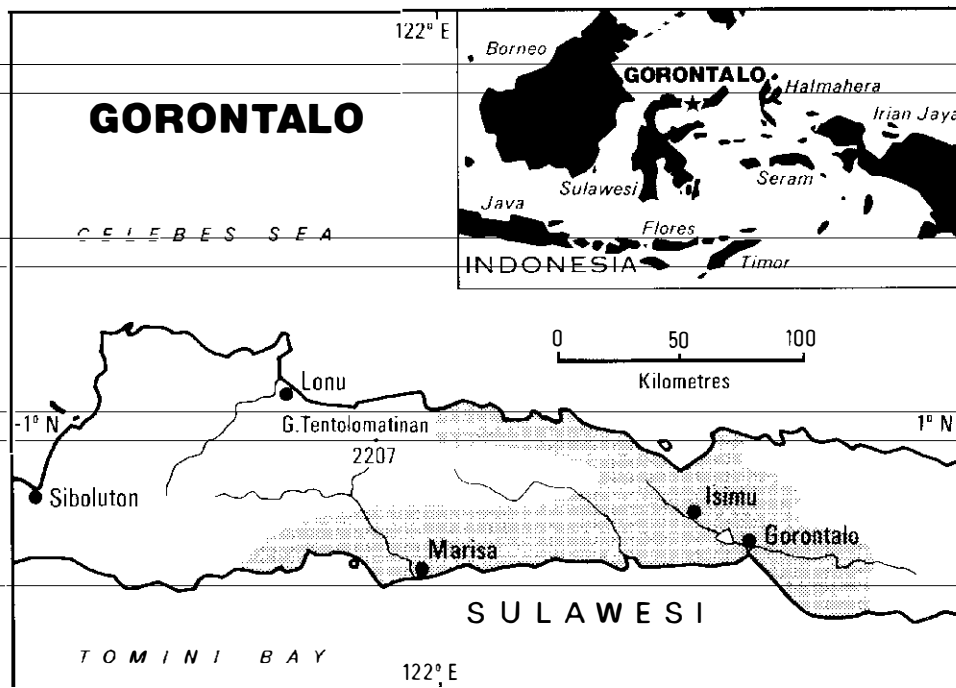 122° E
Borneo
GORONTALO
Halmahera
Irian Jaya
GORONTALO
Sulawesi
Seram
Java
CELEBES SEA
Flores
INDONESIA
Timor
0 50 100
Kilometres
Lonu
-1° N
G.Tentolomatinan
1° N
2207
Siboluton
Isimu
Gorontalo
Marisa
SULAWESI
TOMINI BAY
122° E